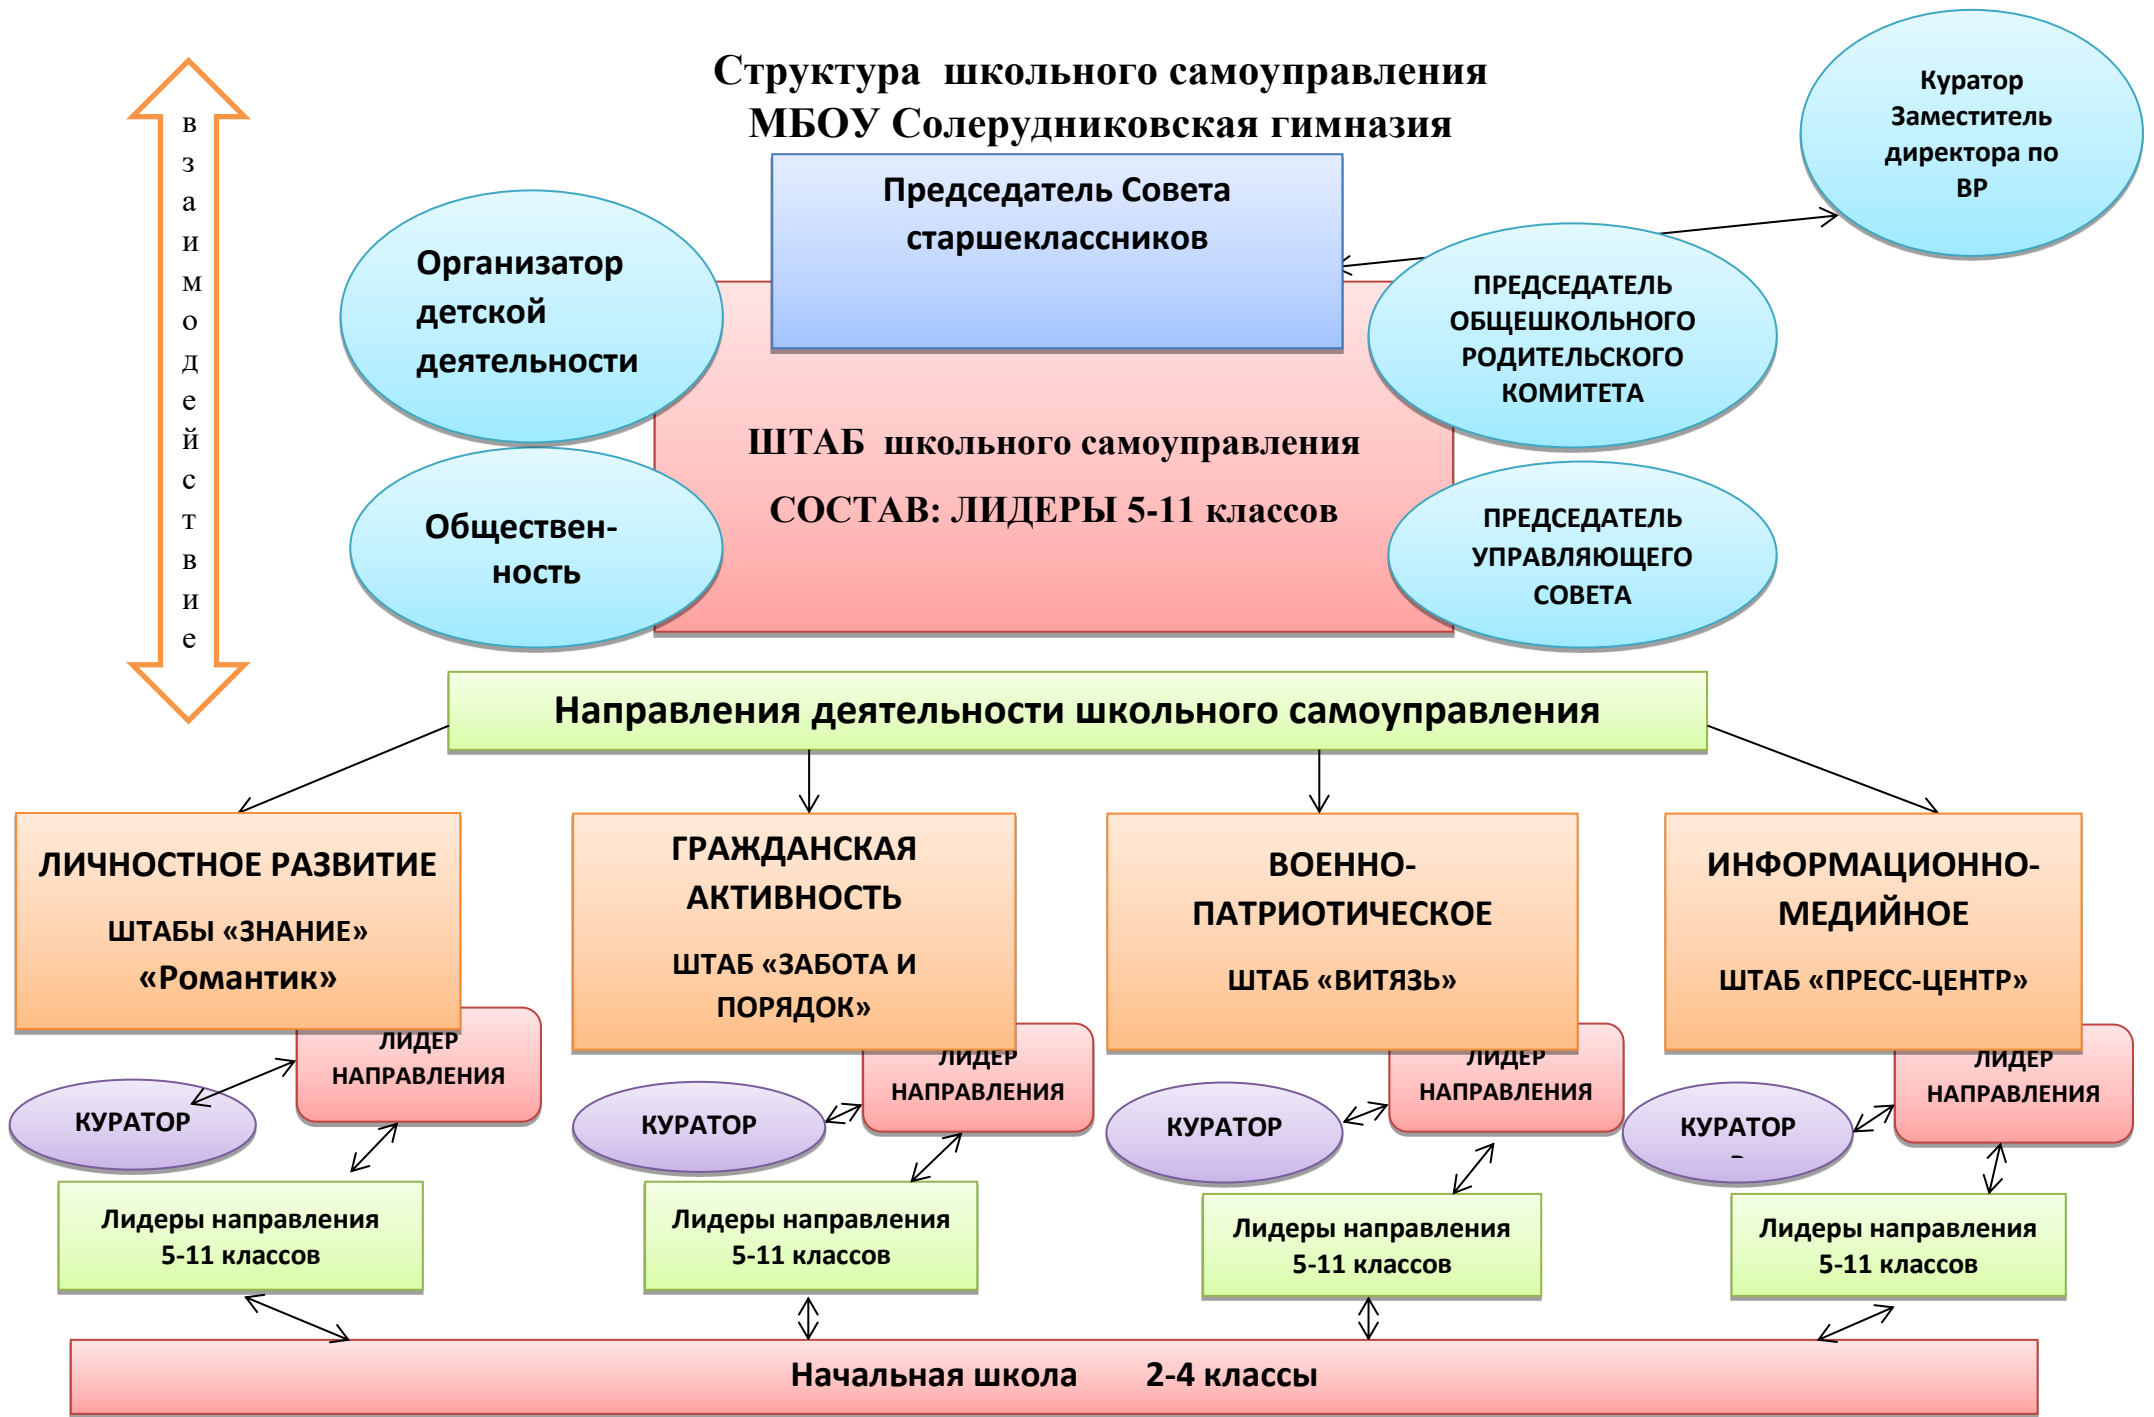 Структура школьного самоуправления
МБОУ Солерудниковская гимназия
взаимодействие
Куратор
Заместитель
директора по
ВР
Председатель Совета
старшеклассников
Организатор
детской
деятельности
ПРЕДСЕДАТЕЛЬ
ОБЩЕШКОЛЬНОГО
РОДИТЕЛЬСКОГО
КОМИТЕТА
ШТАБ школьного самоуправления
СОСТАВ: ЛИДЕРЫ 5-11 классов
Обществен-
ность
ПРЕДСЕДАТЕЛЬ
УПРАВЛЯЮЩЕГО
СОВЕТА
Направления деятельности школьного самоуправления
ЛИЧНОСТНОЕ РАЗВИТИЕ
ШТАБЫ «ЗНАНИЕ»
«Романтик»
ГРАЖДАНСКАЯ
АКТИВНОСТЬ
ШТАБ «ЗАБОТА И
ПОРЯДОК»
ВОЕННО-
ПАТРИОТИЧЕСКОЕ
ШТАБ «ВИТЯЗЬ»
ИНФОРМАЦИОННО-
МЕДИЙНОЕ
ШТАБ «ПРЕСС-ЦЕНТР»
ЛИДЕР
НАПРАВЛЕНИЯ
ЛИДЕР
НАПРАВЛЕНИЯ
ЛИДЕР
НАПРАВЛЕНИЯ
ЛИДЕР
НАПРАВЛЕНИЯ
КУРАТОР
КУРАТОР
КУРАТОР
КУРАТОР
Лидеры направления
5-11 классов
Лидеры направления
5-11 классов
Лидеры направления
5-11 классов
Лидеры направления
5-11 классов
Начальная школа 2-4 классы